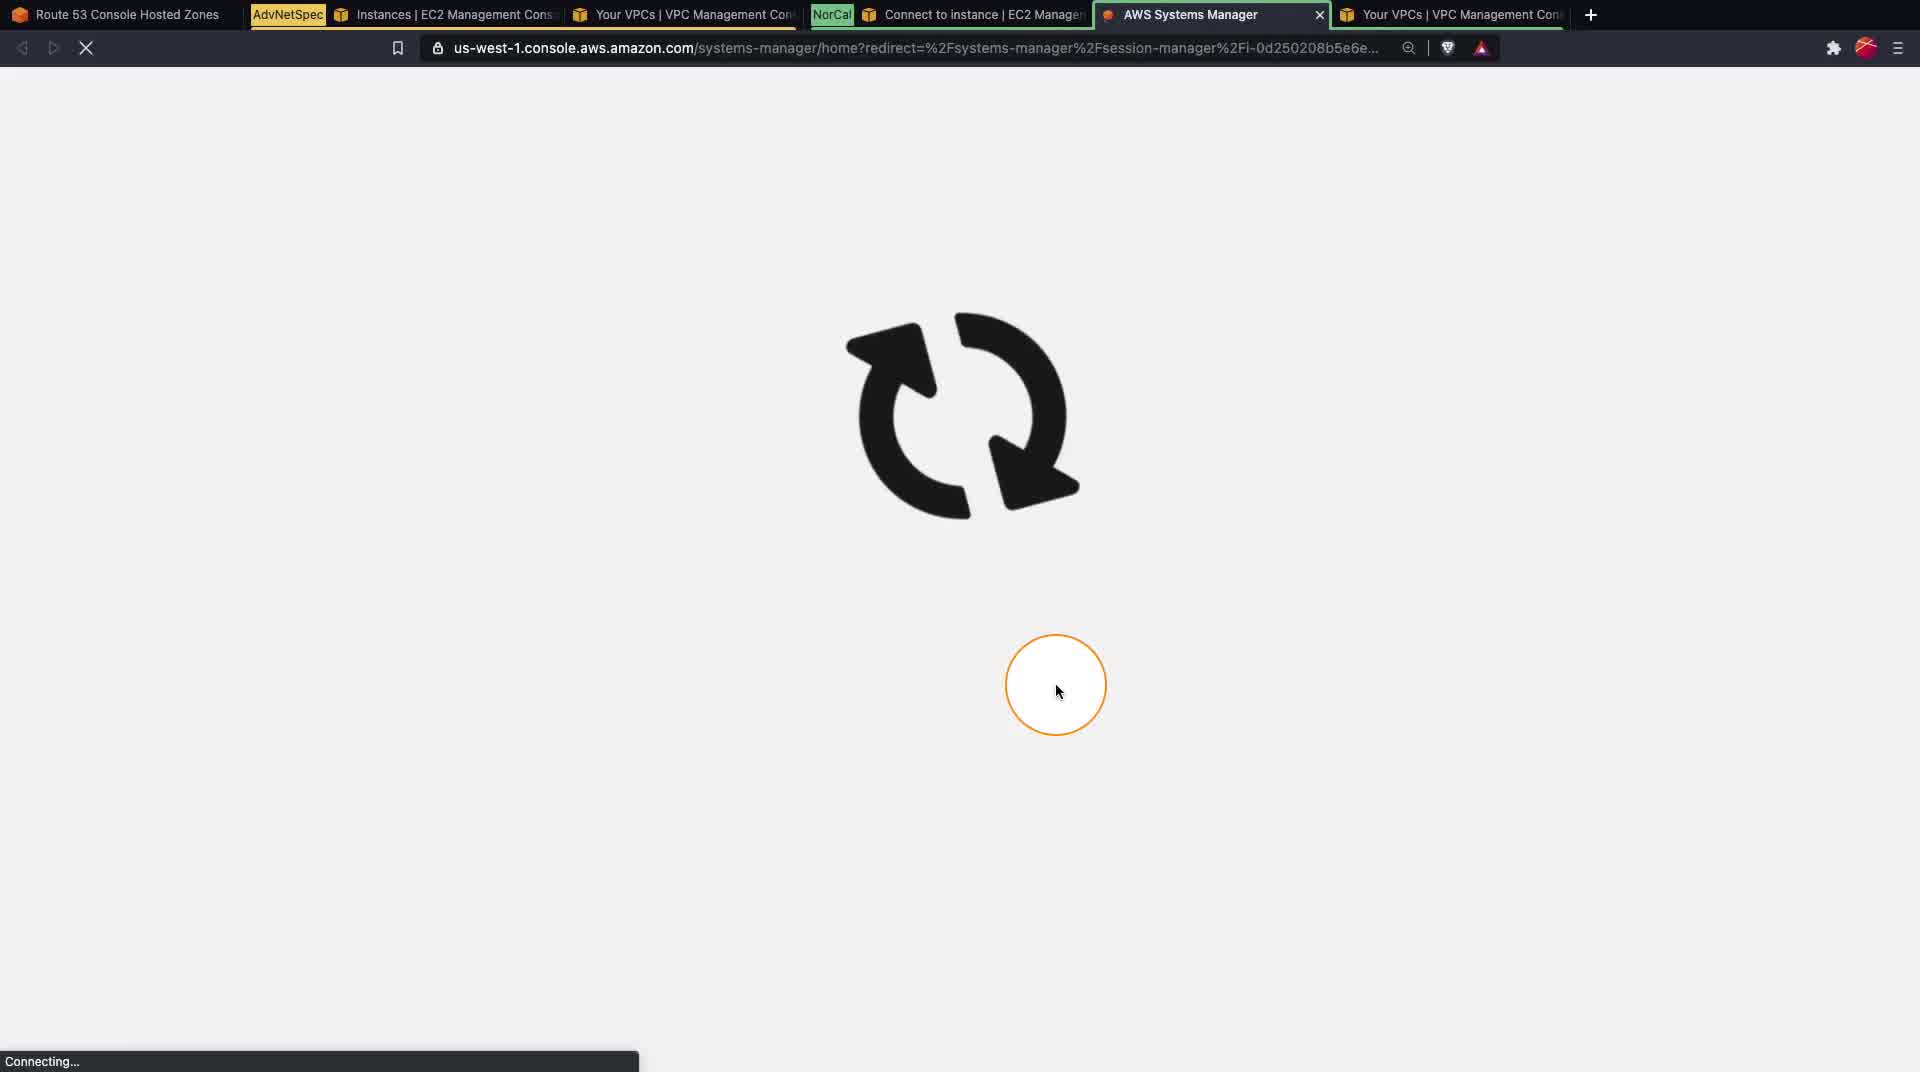 Route 53 Console Hosted Zones
AdvNetSpec
Instances | EC2 Management Cons
Your VPCs | VPC Management Con
NorCal
Connect to instance | EC2 Manager
AWS Systems Manager
Your VPCs | VPC Management Con
us-west-1.console.aws.amazon.com/systems-manager/home?redirect=%2Fsystems-manager%2Fsession-manager%2Fi-0d250208b5e6e...
Connecting...